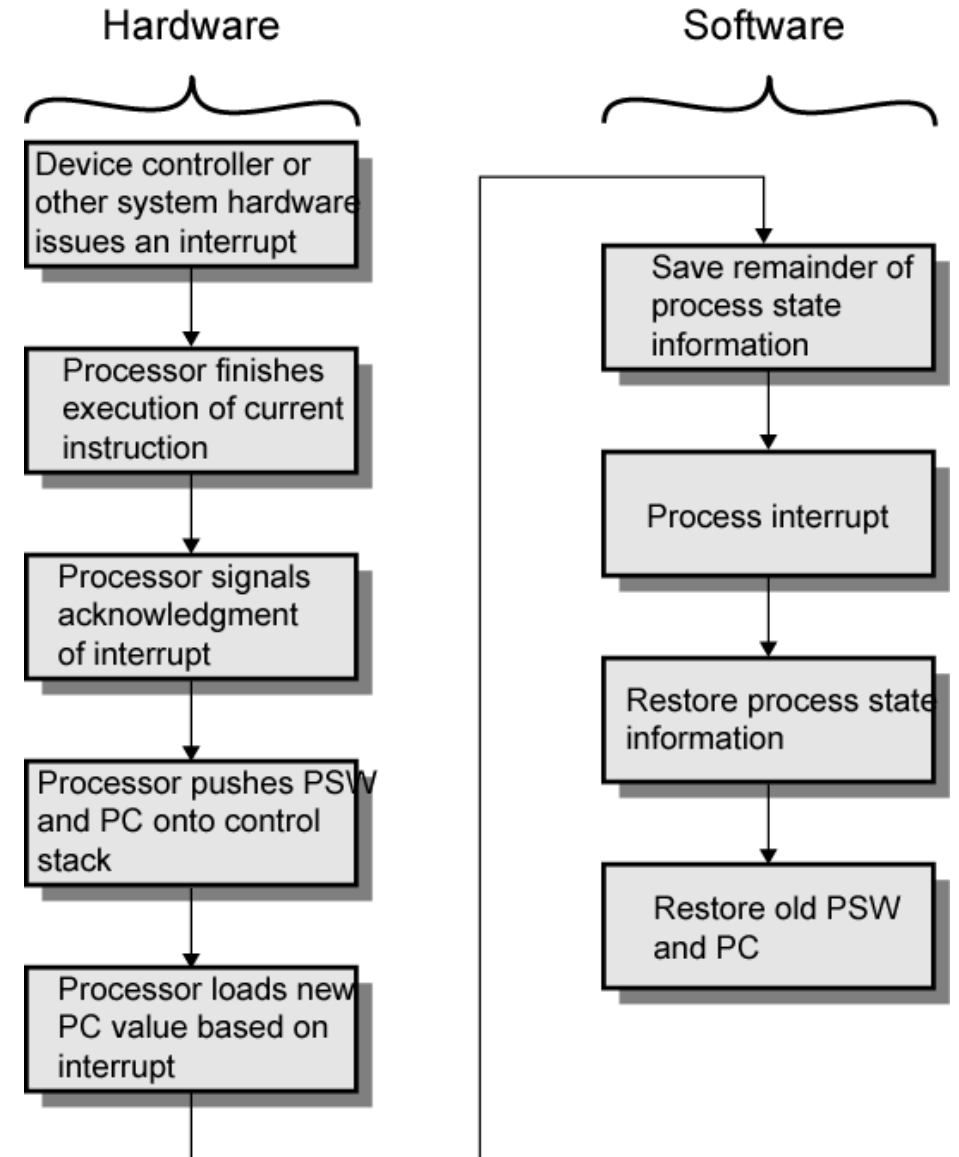 Hardware
Device controller or
other system hardware
issues an interrupt
Processor finishes
execution of current
instruction
Processor signals
acknowledgment
of interrupt
Processor pushes PSW
and PC onto control
stack
Processor loads new
PC value based on
interrupt
Software
Save remainder of
process state
information
Process interrupt
Restore process state
information
Restore old PSW
and PC